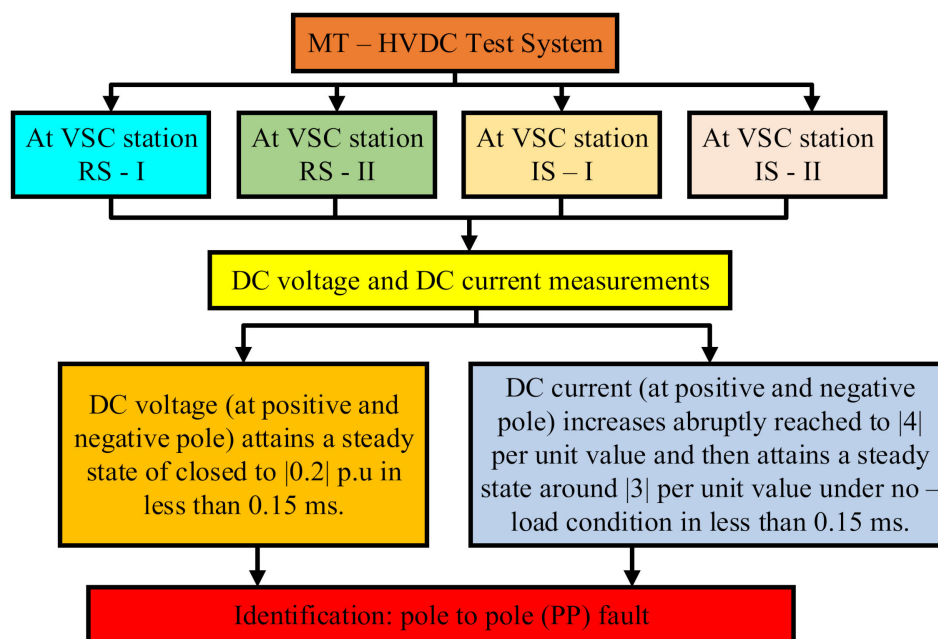 MT – HVDC Test System
At VSC station
RS - I
At VSC station
RS - II
At VSC station
IS – I
At VSC station
IS - II
DC voltage and DC current measurements
DC voltage (at positive and
negative pole) attains a steady
state of closed to |0.2| p.u in
less than 0.15 ms.
DC current (at positive and negative
pole) increases abruptly reached to |4|
per unit value and then attains a steady
state around |3| per unit value under no –
load condition in less than 0.15 ms.
Identification: pole to pole (PP) fault